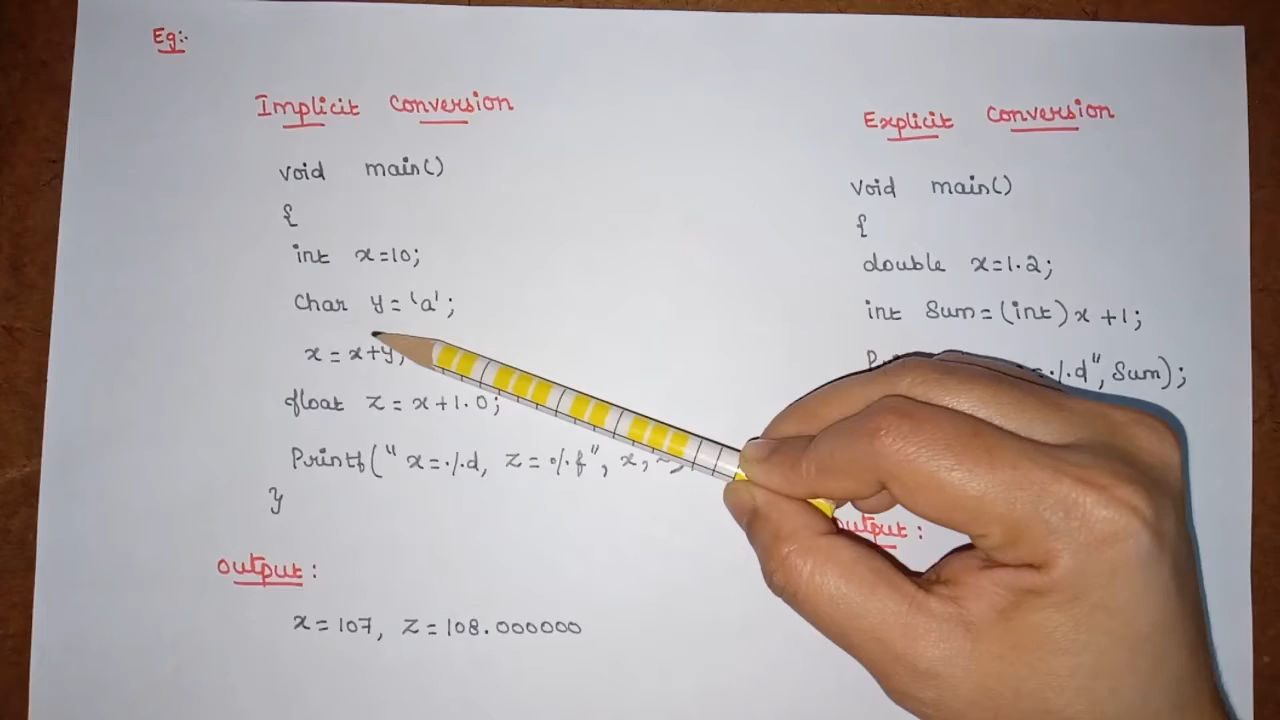 Eg:-
Implicit Conversion
void main()
{
int x=10;
Char y='a';
x=x+y;
float z=x+1.0;
Printf("x=%d, z=%f", x,
}
output:
x=107, z=108.000000
Explicit Conversion
void main()
{
double x=1.2;
int Sum=(int)x+1;
%d", Sum);
output: